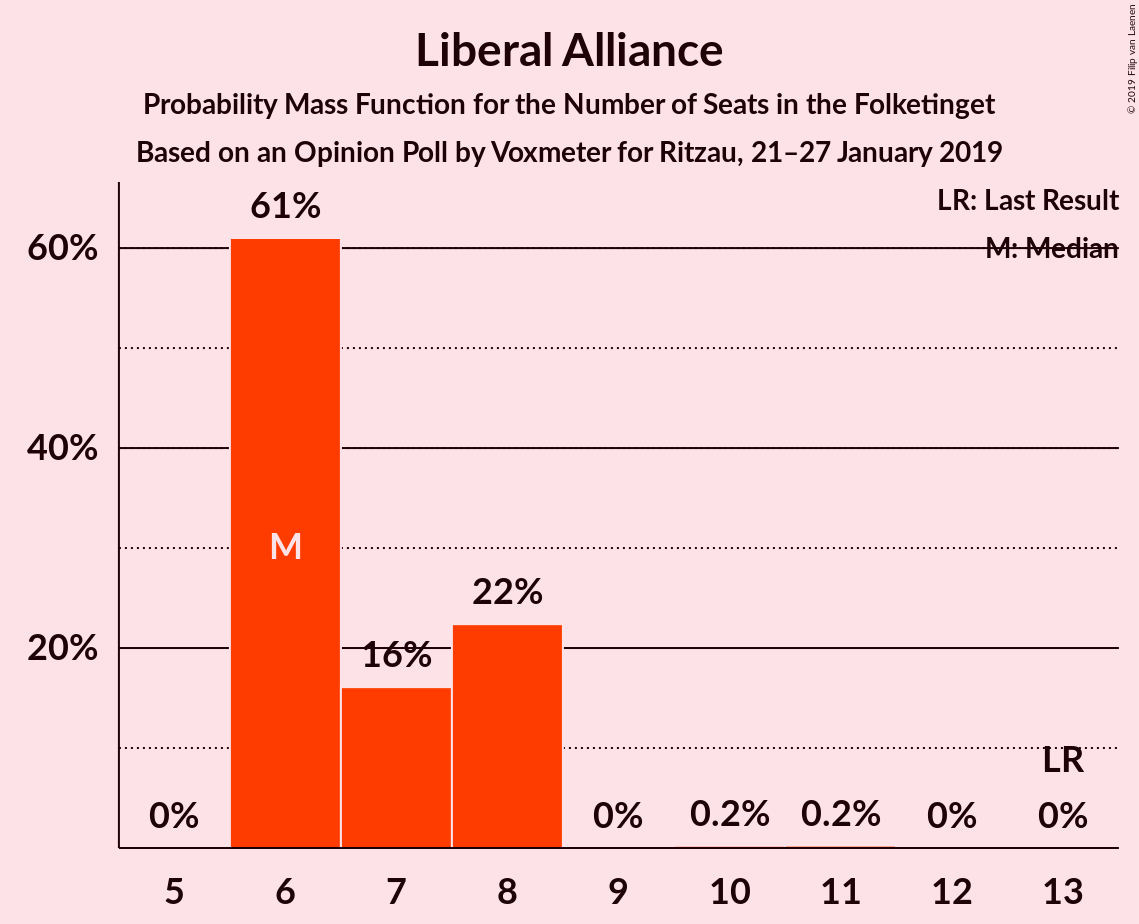 Liberal Alliance
Probability Mass Function for the Number of Seats in the Folketinget
Based on an Opinion Poll by Voxmeter for Ritzau, 21–27 January 2019
© 2019 Filip van Laenen
LR: Last Result
M: Median
61%
60%
40%
M
22%
20%
16%
LR
0%
0%
0.2%
0.2%
0%
0%
5
6
7
8
9
10
11
12
13